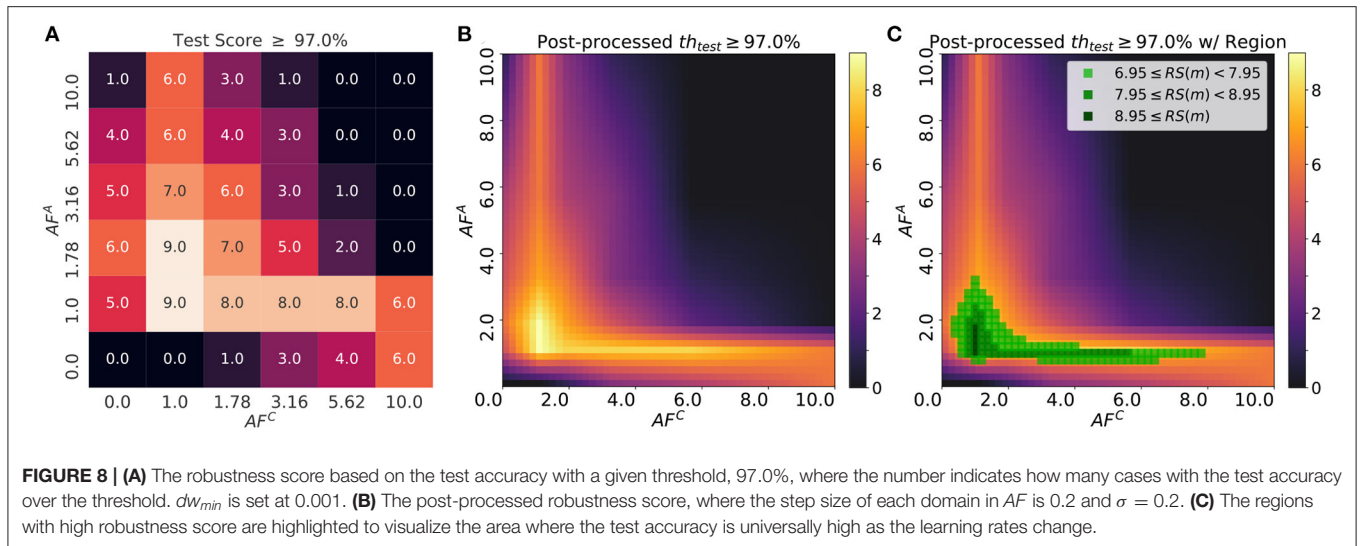 A
Test Score ≥ 97.0%
AF^A
10.0 1.0 6.0 3.0 1.0 0.0 0.0
5.62 4.0 6.0 4.0 3.0 0.0 0.0
3.16 5.0 7.0 6.0 3.0 1.0 0.0
1.78 6.0 9.0 7.0 5.0 2.0 0.0
1.0 5.0 9.0 8.0 8.0 8.0 6.0
0.0 0.0 0.0 1.0 3.0 4.0 6.0
0.0 1.0 1.78 3.16 5.62 10.0
AF^C
B
Post-processed th_test ≥ 97.0%
AF^A
10.0
8.0
6.0
4.0
2.0
0.0
0.0 2.0 4.0 6.0 8.0 10.0
AF^C
8
6
4
2
0
C
Post-processed th_test ≥ 97.0% w/ Region
6.95 ≤ RS(m) < 7.95
7.95 ≤ RS(m) < 8.95
8.95 ≤ RS(m)
AF^A
10.0
8.0
6.0
4.0
2.0
0.0
0.0 2.0 4.0 6.0 8.0 10.0
AF^C
8
6
4
2
0
FIGURE 8 | (A) The robustness score based on the test accuracy with a given threshold, 97.0%, where the number indicates how many cases with the test accuracy
over the threshold. dw_min is set at 0.001. (B) The post-processed robustness score, where the step size of each domain in AF is 0.2 and σ = 0.2. (C) The regions
with high robustness score are highlighted to visualize the area where the test accuracy is universally high as the learning rates change.